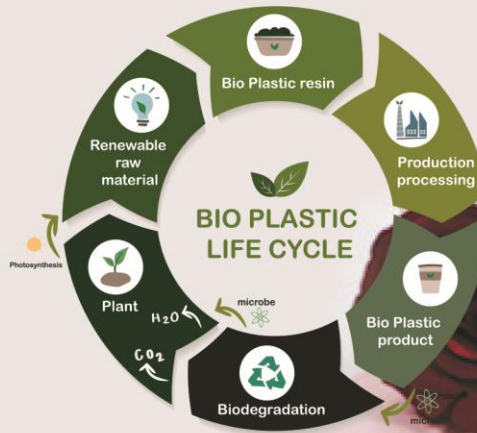 Bio Plastic resin
Renewable
raw
material
Production
processing
BIO PLASTIC
LIFE CYCLE
Photosynthesis
Plant
H₂O
microbe
CO₂
Bio Plastic
product
Biodegradation